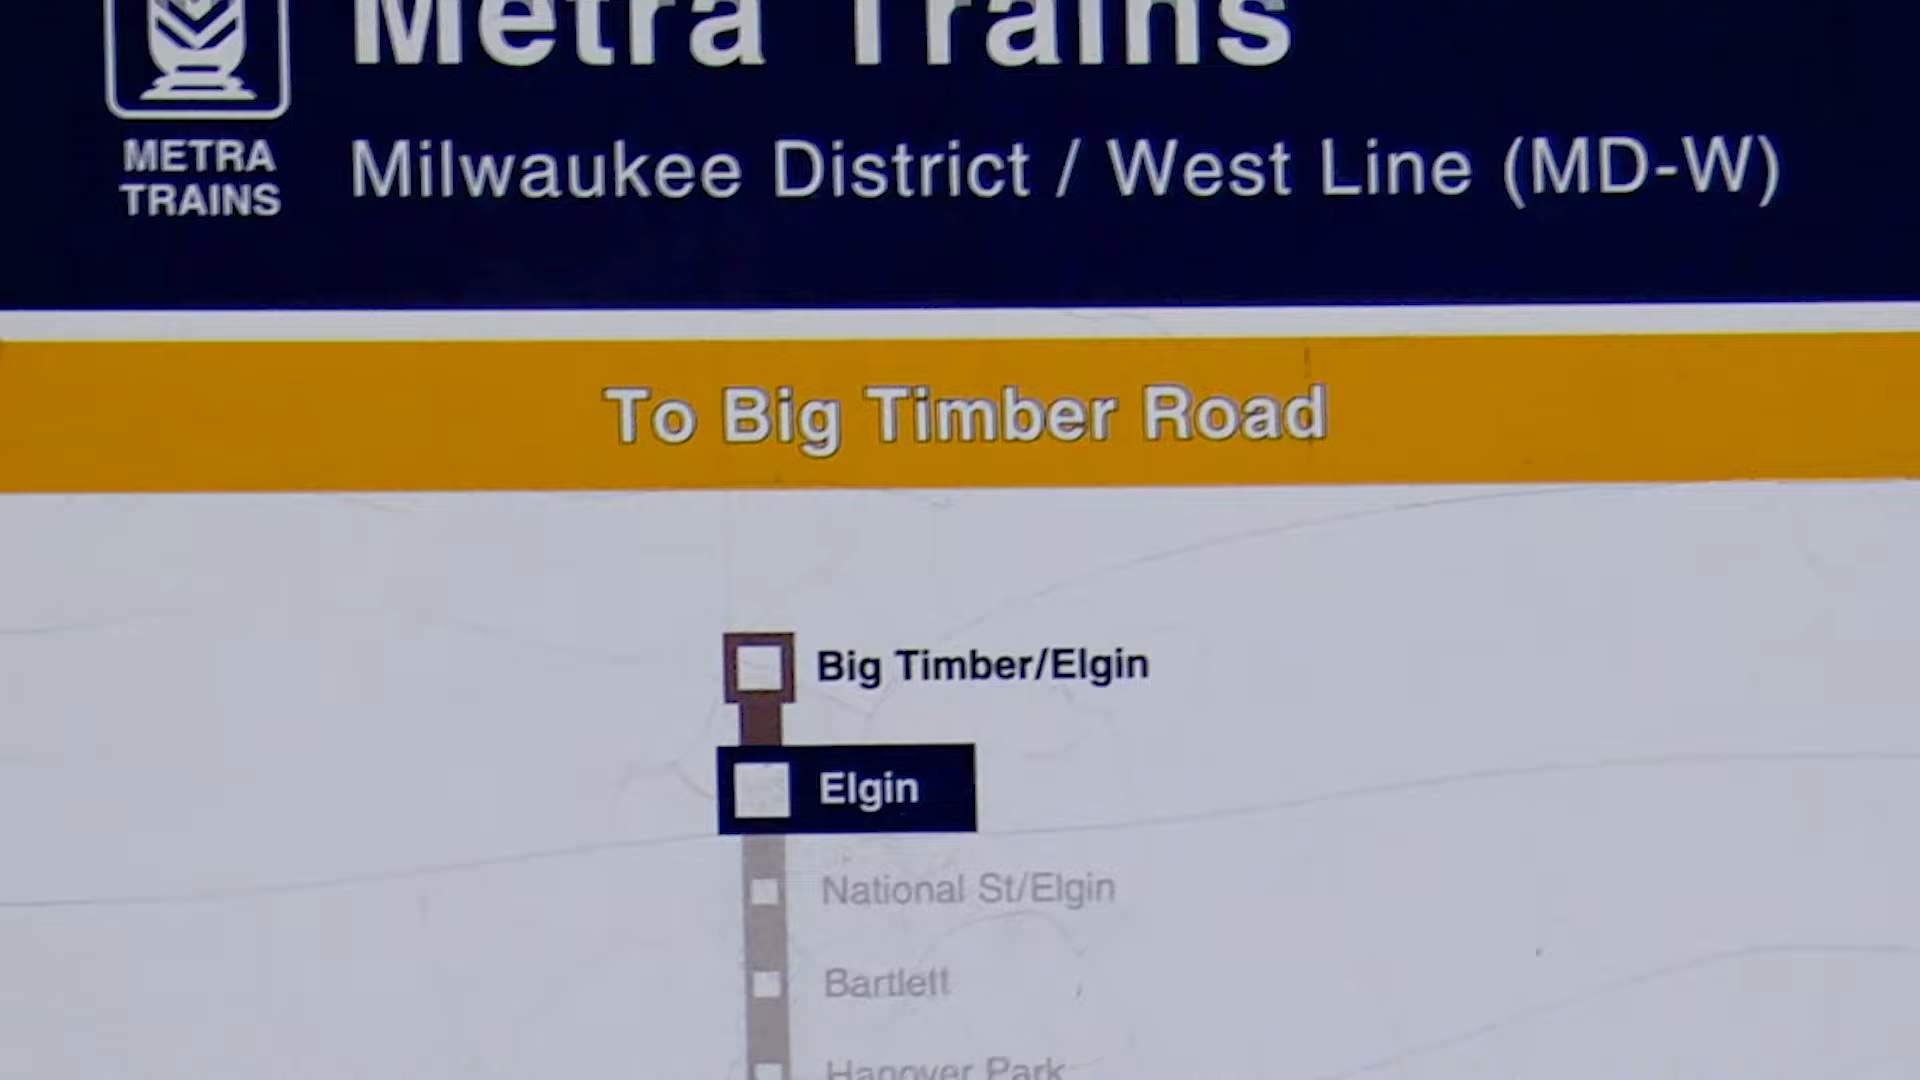 Metra Trains
METRA
TRAINS
Milwaukee District / West Line (MD-W)
To Big Timber Road
Big Timber/Elgin
Elgin
National St/Elgin
Bartlett
Hanover Park